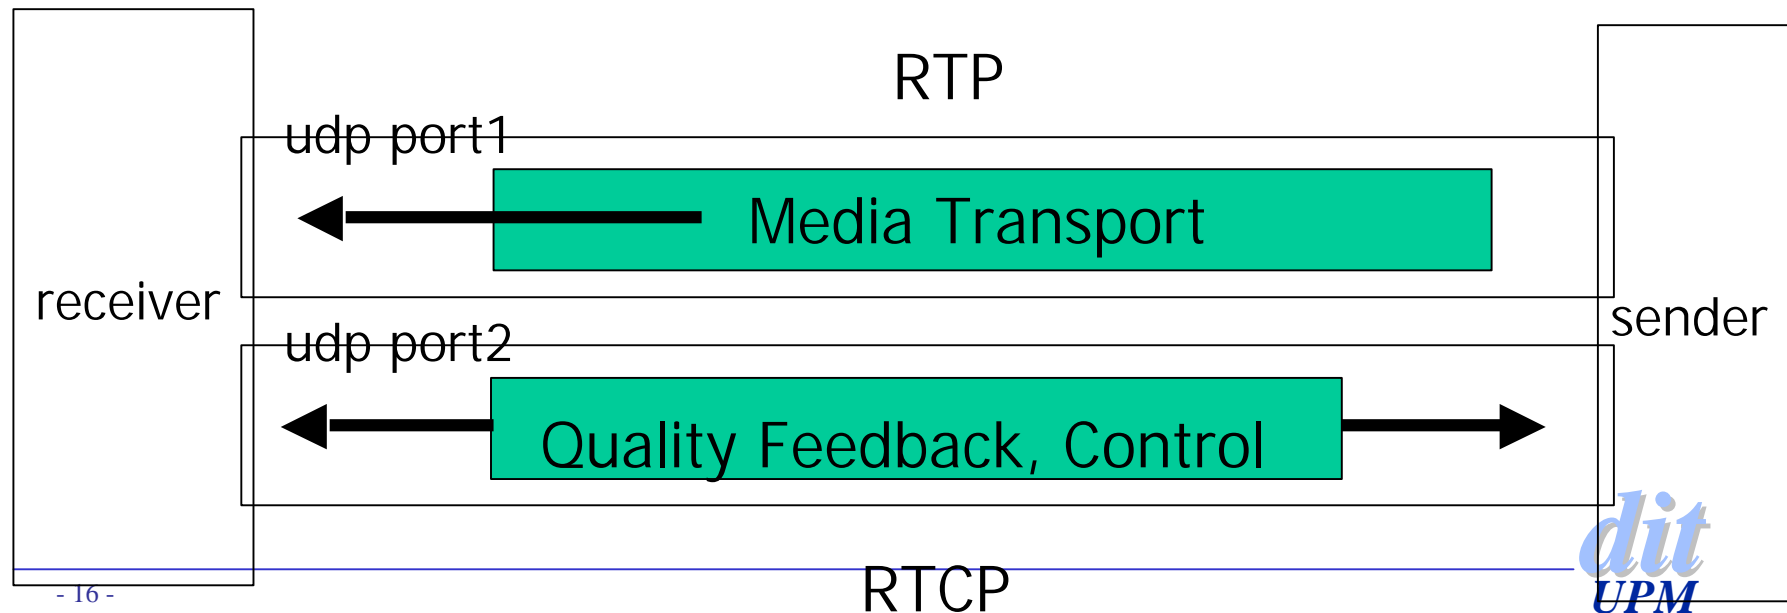 RTP
udp port1
Media Transport
receiver
sender
udp port2
Quality Feedback, Control
RTCP
- 16 -
dit
UPM